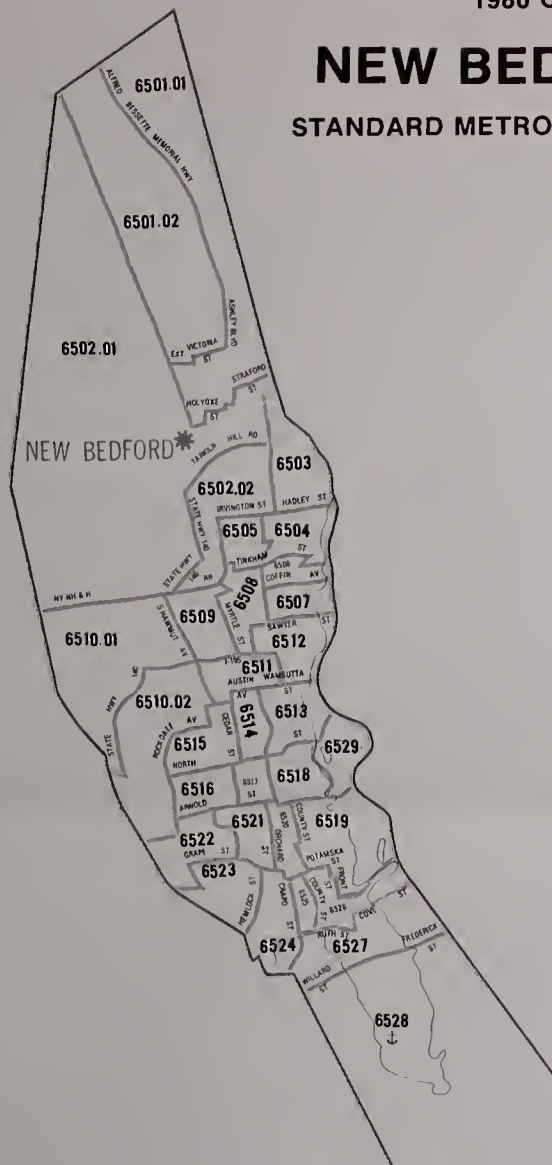 NEW BED
STANDARD METRO
6501.01
ALFRED BESSETTE MEMORIAL HWY
6501.02
ASHLEY BLVD
6502.01
EXT VICTORIA ST
STRAFORD
HOLYOKE ST
NEW BEDFORD
HILL RD
6503
6502.02
IRVINGTON ST
HADLEY ST
STATE HWY 140
6505
6504
TINKHAM ST
STATE HWY 140
RR
6506
COFFIN AV
NY NH & H
6508
6507
6509
MYRTLE ST
SAWYER ST
6510.01
6512
AV
I-195
6511
AUSTIN
WAMSUTTA ST
STATE HWY 140
6510.02
AV
6513
ST
CEDAR ST
6514
AV
6515
NORTH
6529
6516
6517
6518
ARNOLD
ST
6521
6519
COUNTY ST
6520
ORCHARD ST
6522
GRAPE ST
POTAMSKA ST
6523
FRONT
HEMLOCK ST
CRAPO ST
6525
COUNTY ST
6526
COVE ST
RUTH ST
6524
6527
FREDERICK ST
WILLARD ST
6528